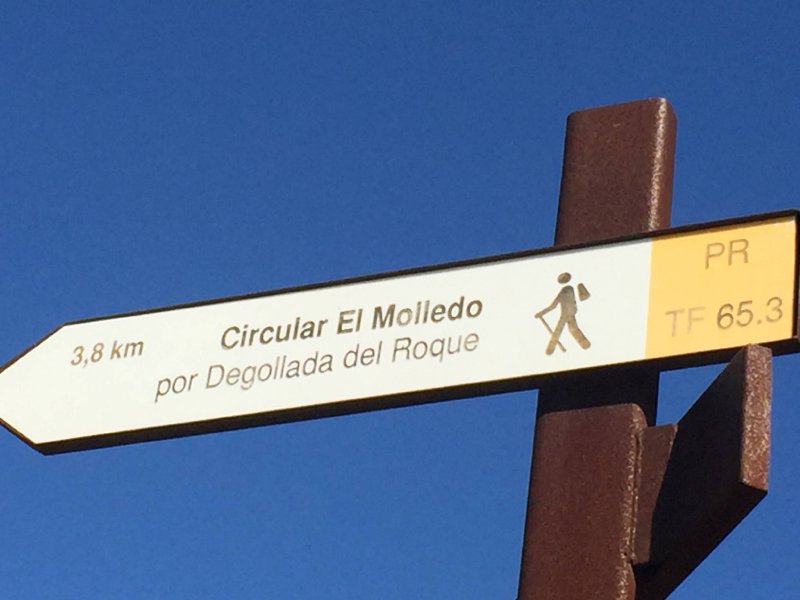 3,8 km
Circular El Molledo
por Degollada del Roque
PR
TF 65.3